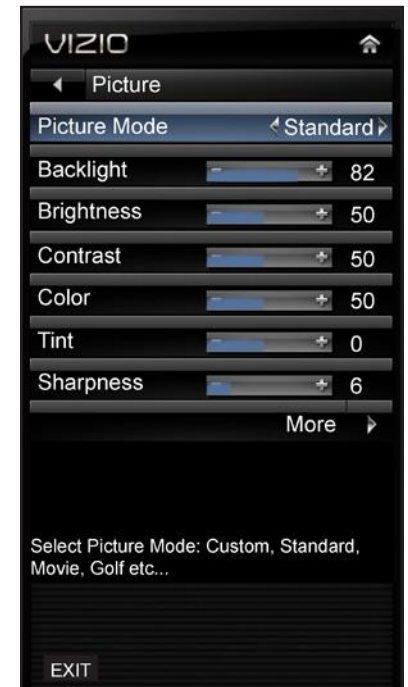 VIZIO
Picture
Picture Mode Standard
Backlight - + 82
Brightness - + 50
Contrast - + 50
Color - + 50
Tint - + 0
Sharpness - + 6
More
Select Picture Mode: Custom, Standard,
Movie, Golf etc...
EXIT